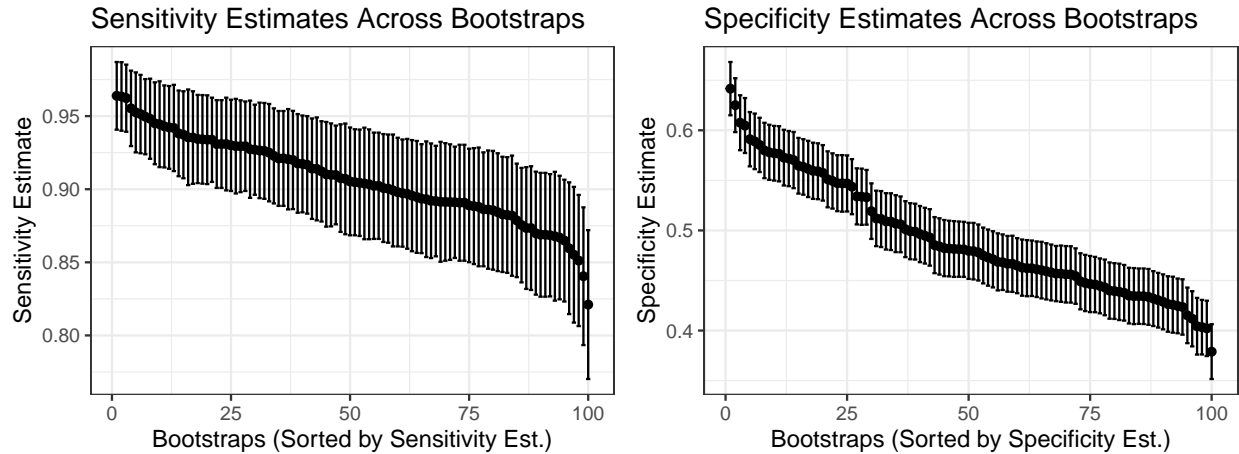 Sensitivity Estimates Across Bootstraps
Sensitivity Estimate
0.95
0.90
0.85
0.80
0 25 50 75 100
Bootstraps (Sorted by Sensitivity Est.)
Specificity Estimates Across Bootstraps
Specificity Estimate
0.6
0.5
0.4
0 25 50 75 100
Bootstraps (Sorted by Specificity Est.)